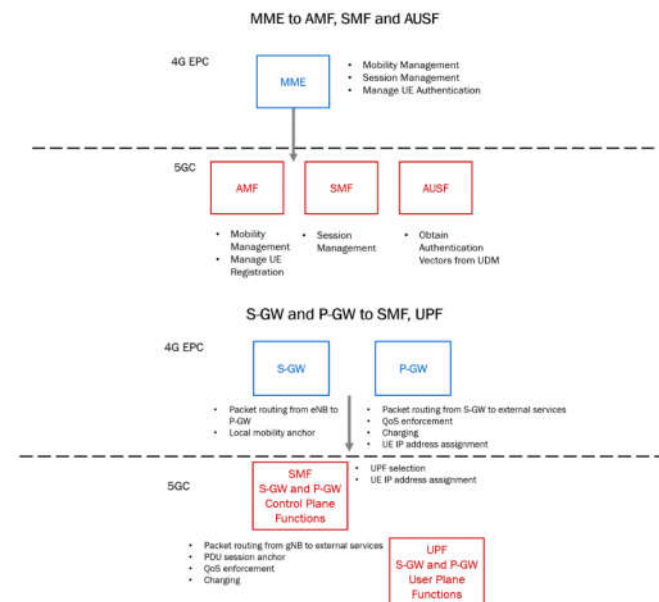 MME to AMF, SMF and AUSF
4G EPC
MME
• Mobility Management
• Session Management
• Manage UE Authentication
5GC
AMF
SMF
AUSF
• Mobility
Management
• Manage UE
Registration
• Session
Management
• Obtain
Authentication
Vectors from UDM
S-GW and P-GW to SMF, UPF
4G EPC
S-GW
P-GW
• Packet routing from eNB to
P-GW
• Local mobility anchor
• Packet routing from S-GW to external services
• QoS enforcement
• Charging
• UE IP address assignment
5GC
SMF
S-GW and P-GW
Control Plane
Functions
• UPF selection
• UE IP address assignment
• Packet routing from gNB to external services
• PDU session anchor
• QoS enforcement
• Charging
UPF
S-GW and P-GW
User Plane
Functions